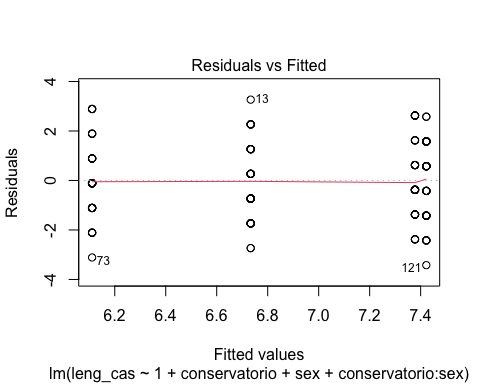 Residuals vs Fitted
Residuals
4
2
0
-2
-4
13
73
121
6.2 6.4 6.6 6.8 7.0 7.2 7.4
Fitted values
lm(leng_cas ~ 1 + conservatorio + sex + conservatorio:sex)